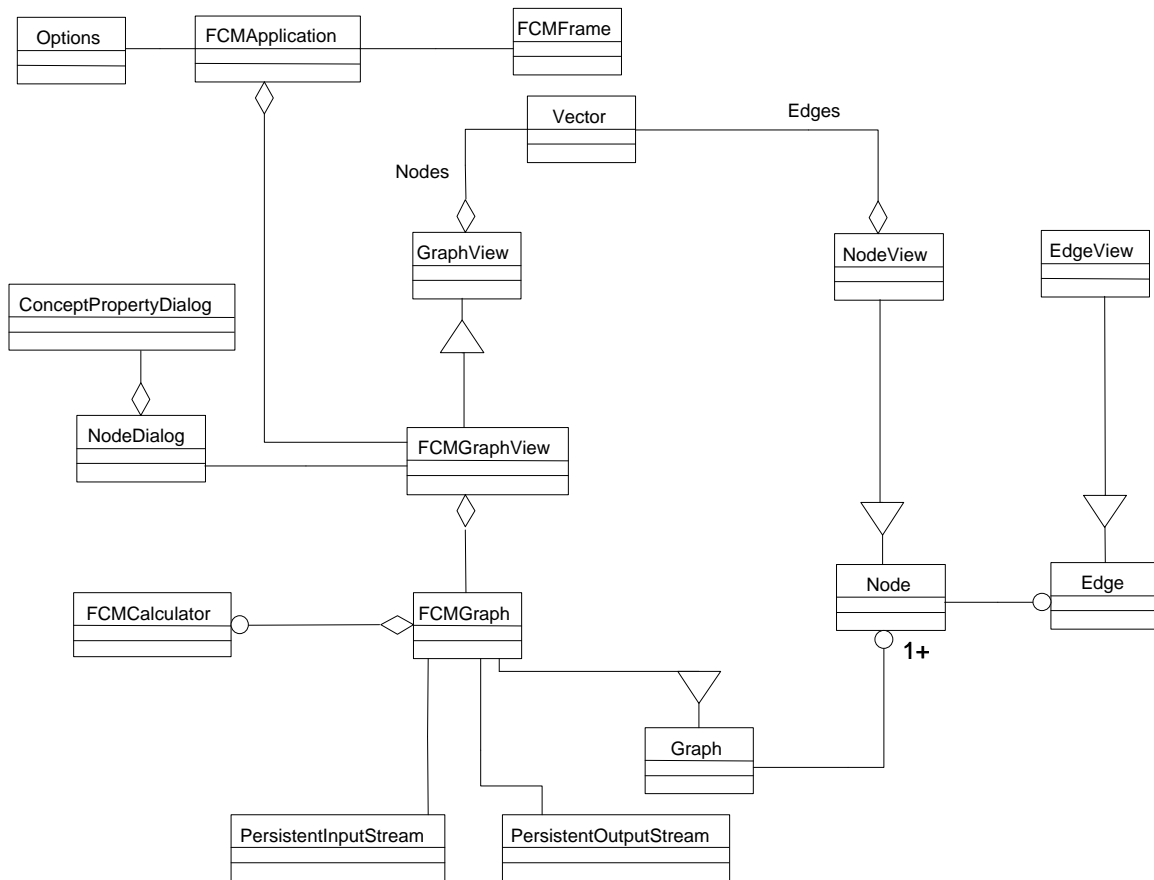 Options
FCMApplication
FCMFrame
Vector
Edges
Nodes
GraphView
NodeView
EdgeView
ConceptPropertyDialog
NodeDialog
FCMGraphView
Node
Edge
FCMCalculator
FCMGraph
1+
Graph
PersistentInputStream
PersistentOutputStream